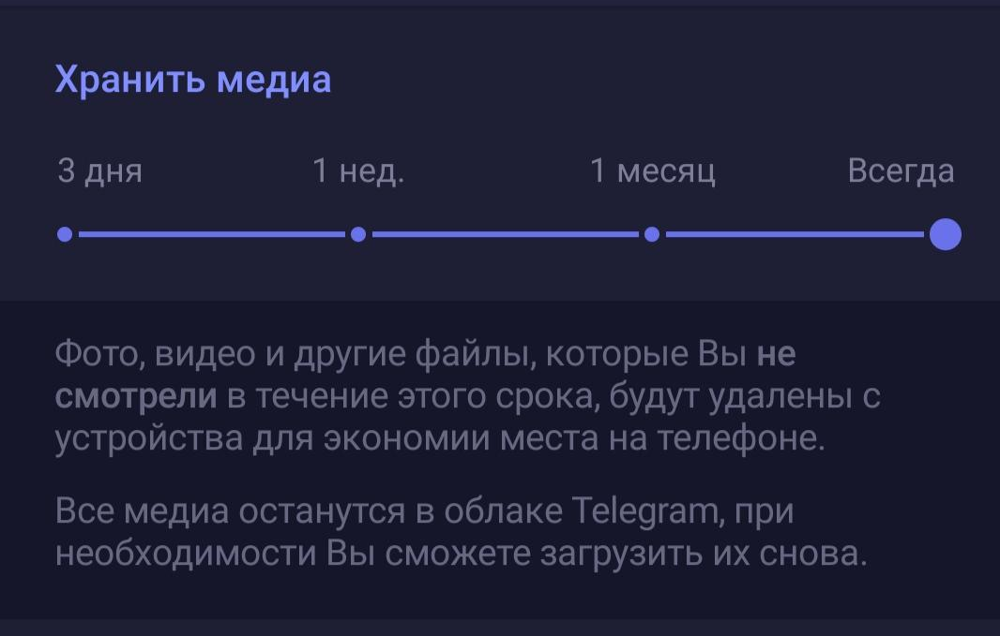 Хранить медиа
3 дня 1 нед. 1 месяц Всегда
Фото, видео и другие файлы, которые Вы не
смотрели в течение этого срока, будут удалены с
устройства для экономии места на телефоне.
Все медиа останутся в облаке Telegram, при
необходимости Вы сможете загрузить их снова.